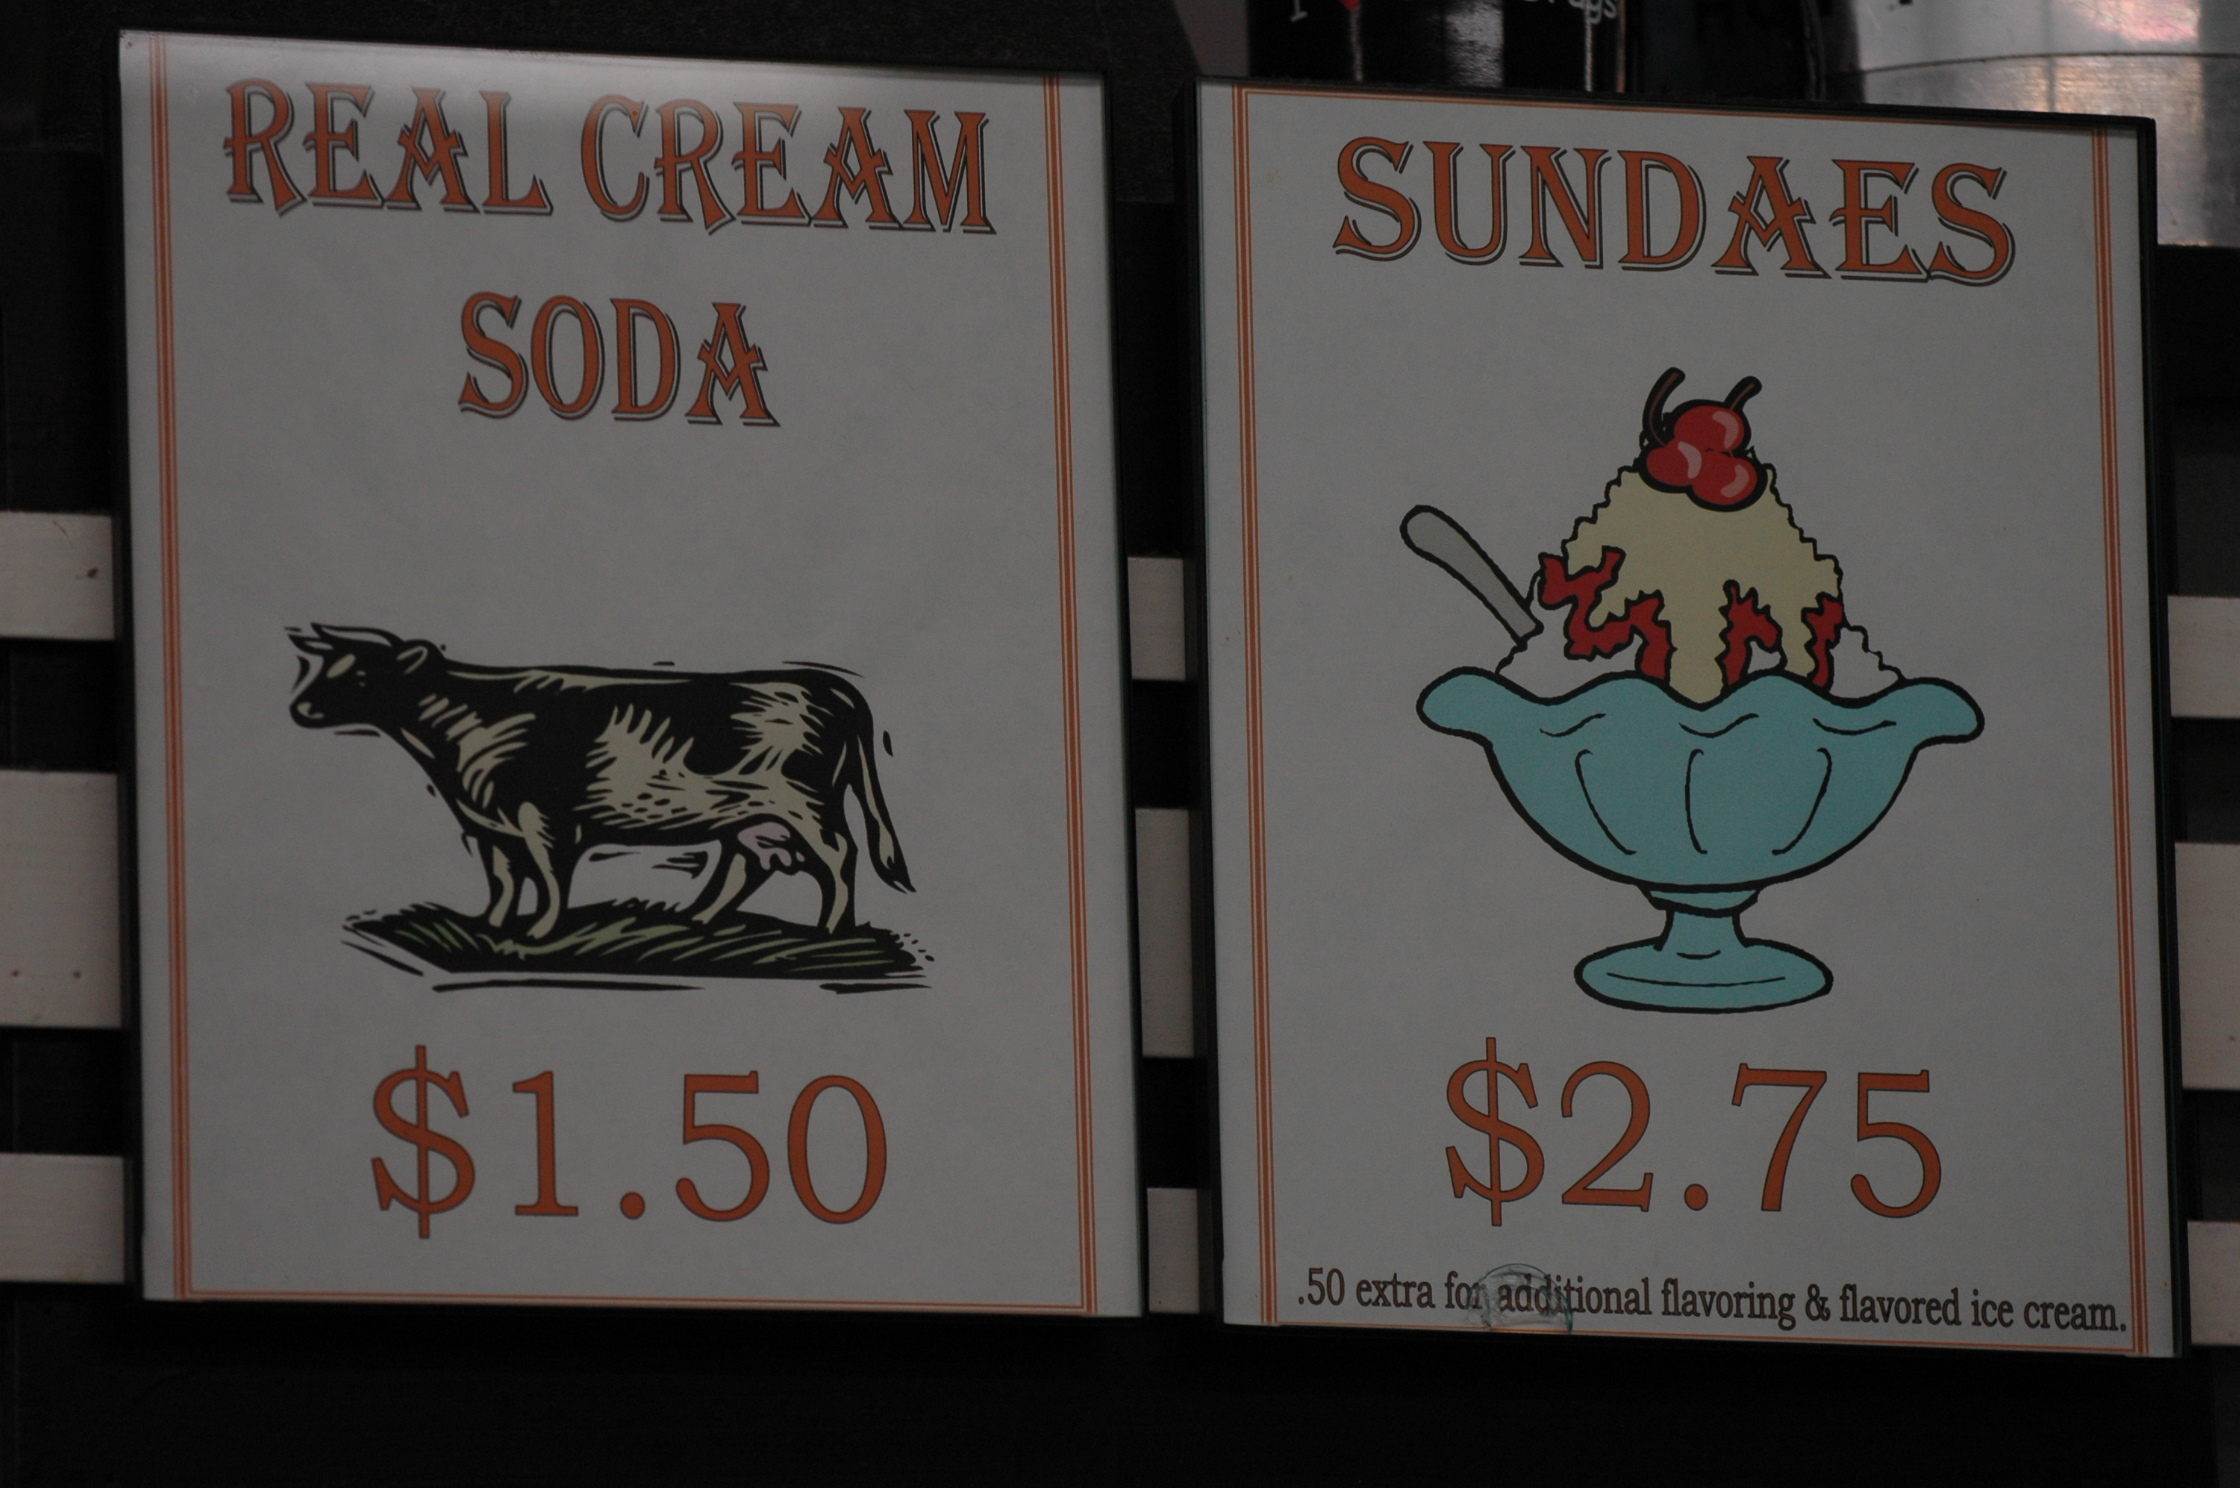 REAL CREAM
SODA
$1.50
SUNDAES
$2.75
.50 extra for additional flavoring & flavored ice cream.